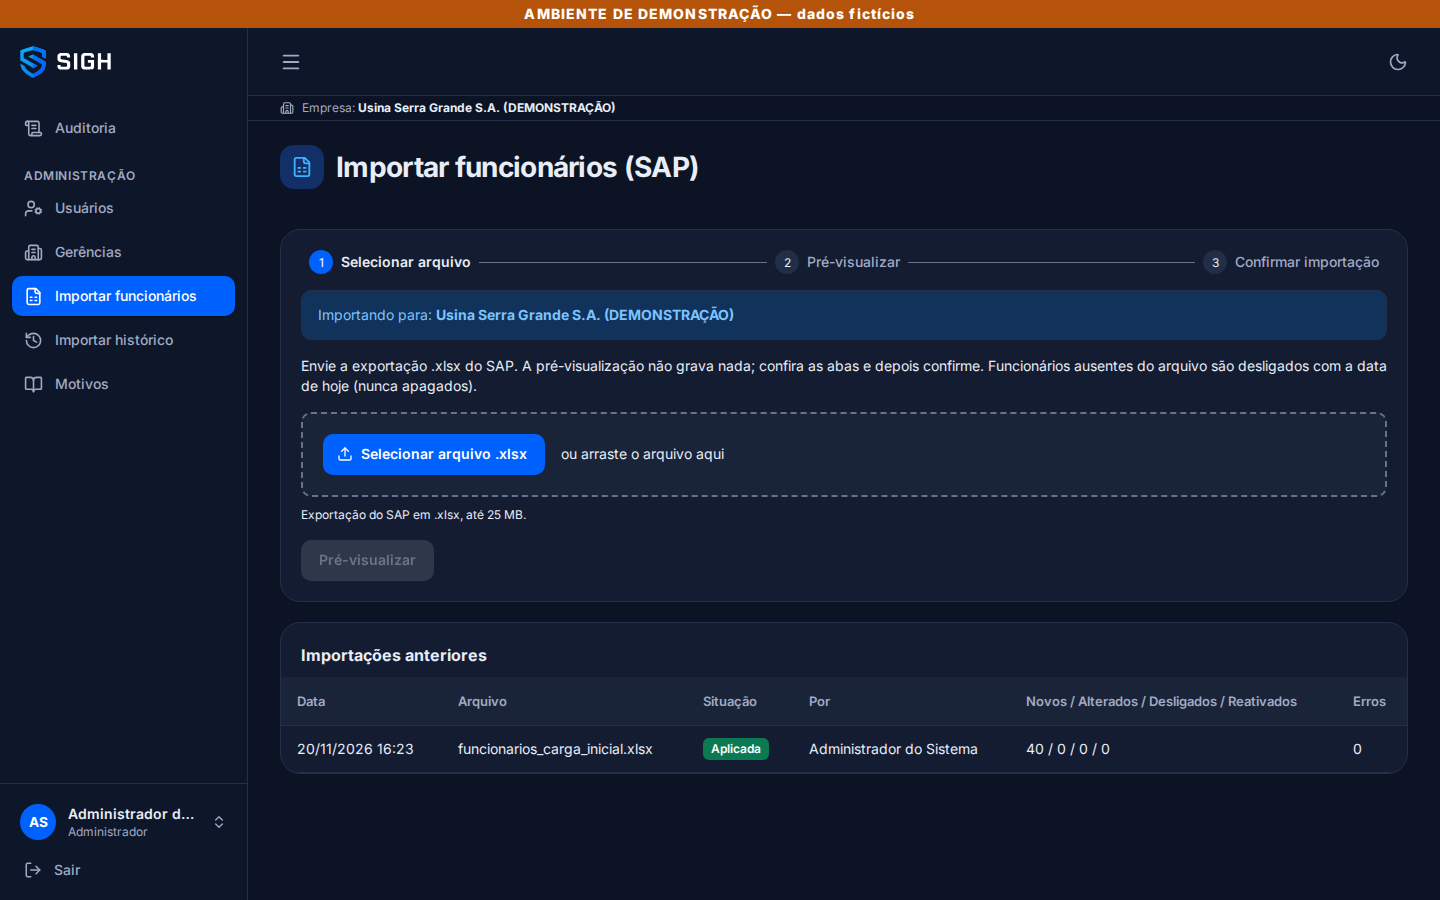 AMBIENTE DE DEMONSTRAÇÃO — dados fictícios
SIGH
Auditoria
ADMINISTRAÇÃO
Usuários
Gerências
Importar funcionários
Importar histórico
Motivos
AS
Administrador d...
Administrador
Sair
Empresa: Usina Serra Grande S.A. (DEMONSTRAÇÃO)
Importar funcionários (SAP)
1 Selecionar arquivo 2 Pré-visualizar 3 Confirmar importação
Importando para: Usina Serra Grande S.A. (DEMONSTRAÇÃO)
Envie a exportação .xlsx do SAP. A pré-visualização não grava nada; confira as abas e depois confirme. Funcionários ausentes do arquivo são desligados com a data
de hoje (nunca apagados).
Selecionar arquivo .xlsx ou arraste o arquivo aqui
Exportação do SAP em .xlsx, até 25 MB.
Pré-visualizar
Importações anteriores
Data Arquivo Situação Por Novos / Alterados / Desligados / Reativados Erros
20/11/2026 16:23 funcionarios_carga_inicial.xlsx Aplicada Administrador do Sistema 40 / 0 / 0 / 0 0